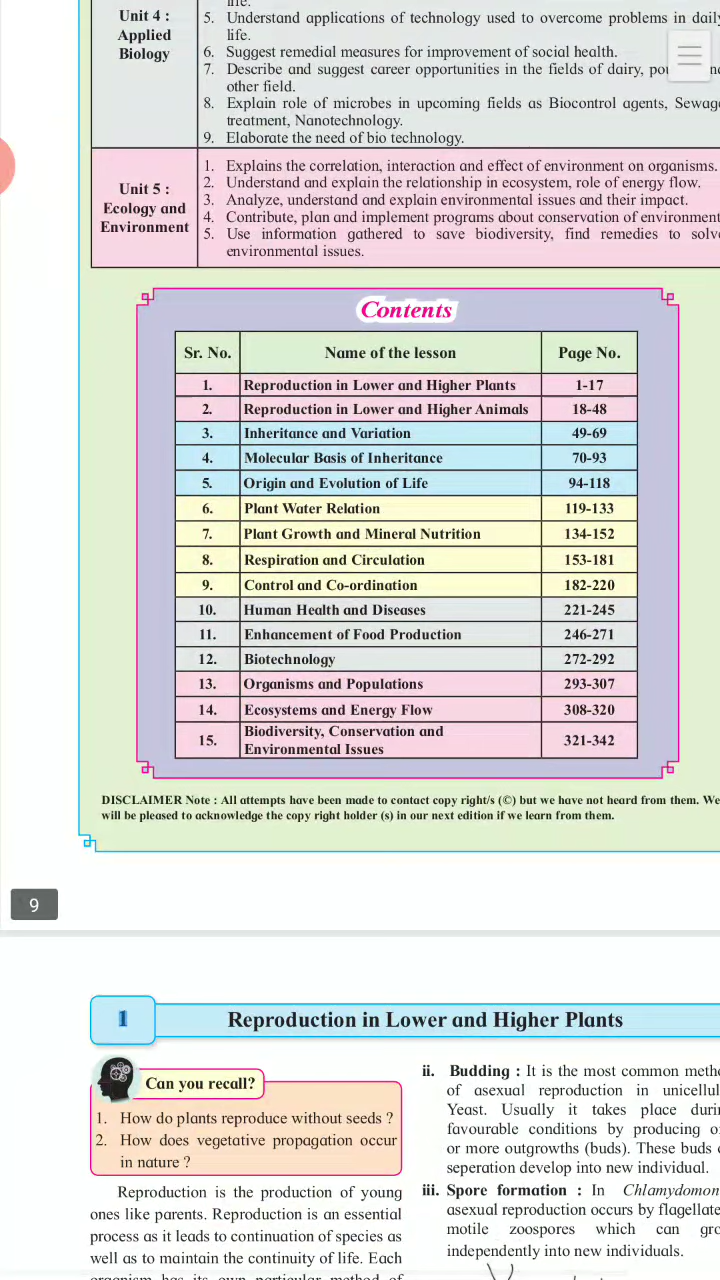 life.
Unit 4 :
Applied
Biology
5. Understand applications of technology used to overcome problems in daily
life.
6. Suggest remedial measures for improvement of social health.
7. Describe and suggest career opportunities in the fields of dairy,
other field.
8. Explain role of microbes in upcoming fields as Biocontrol agents, Sewage
treatment, Nanotechnology.
9. Elaborate the need of bio technology.
Unit 5 :
Ecology and
Environment
1. Explains the correlation, interaction and effect of environment on organisms.
2. Understand and explain the relationship in ecosystem, role of energy flow.
3. Analyze, understand and explain environmental issues and their impact.
4. Contribute, plan and implement programs about conservation of environment
5. Use information gathered to save biodiversity, find remedies to solve
environmental issues.
Contents
Sr. No. Name of the lesson Page No.
1. Reproduction in Lower and Higher Plants 1-17
2. Reproduction in Lower and Higher Animals 18-48
3. Inheritance and Variation 49-69
4. Molecular Basis of Inheritance 70-93
5. Origin and Evolution of Life 94-118
6. Plant Water Relation 119-133
7. Plant Growth and Mineral Nutrition 134-152
8. Respiration and Circulation 153-181
9. Control and Co-ordination 182-220
10. Human Health and Diseases 221-245
11. Enhancement of Food Production 246-271
12. Biotechnology 272-292
13. Organisms and Populations 293-307
14. Ecosystems and Energy Flow 308-320
15. Biodiversity, Conservation and
Environmental Issues 321-342
DISCLAIMER Note : All attempts have been made to contact copy right/s (©) but we have not heard from them. We
will be pleased to acknowledge the copy right holder (s) in our next edition if we learn from them.
9
1 Reproduction in Lower and Higher Plants
Can you recall?
1. How do plants reproduce without seeds ?
2. How does vegetative propagation occur
in nature ?
Reproduction is the production of young
ones like parents. Reproduction is an essential
process as it leads to continuation of species as
well as to maintain the continuity of life. Each
organism has its own particular method of
ii. Budding : It is the most common
of asexual reproduction in
Yeast. Usually it takes place
favourable conditions by producing
or more outgrowths (buds). These buds
seperation develop into new individual.
iii. Spore formation : In
asexual reproduction occurs by
motile zoospores which can
independently into new individuals.